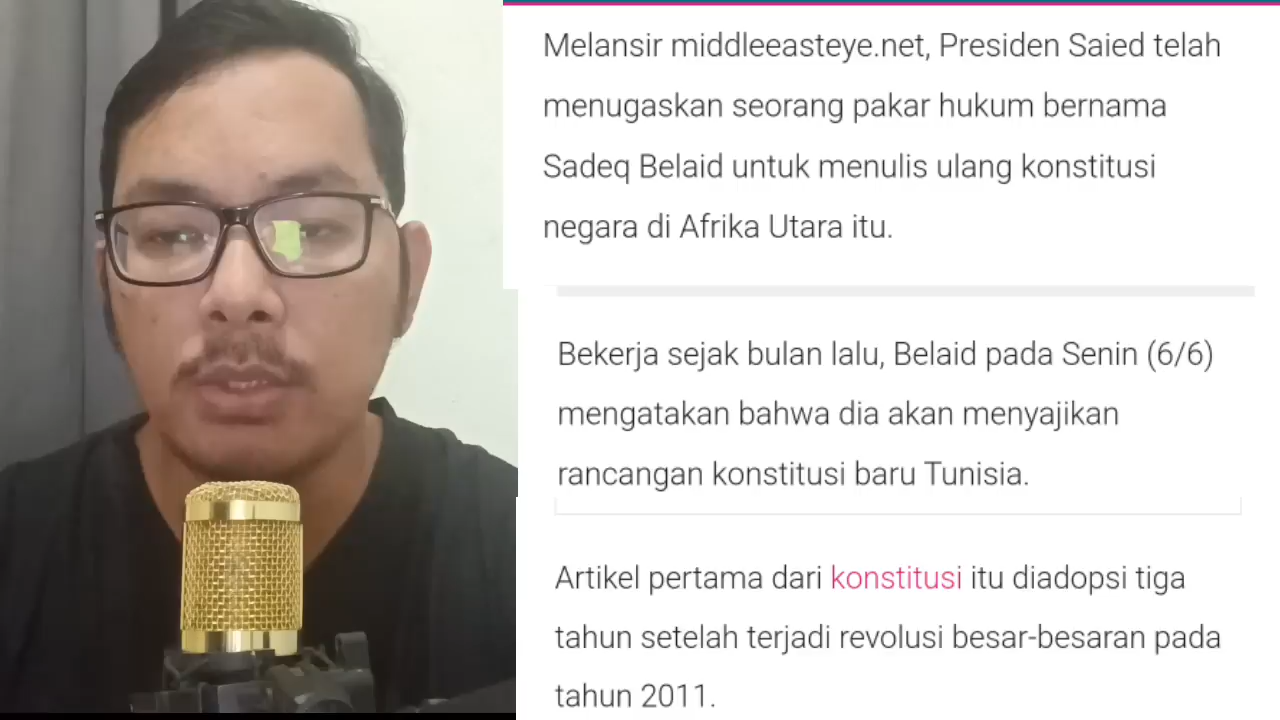 Melansir middleeasteye.net, Presiden Saied telah
menugaskan seorang pakar hukum bernama
Sadeq Belaid untuk menulis ulang konstitusi
negara di Afrika Utara itu.
Bekerja sejak bulan lalu, Belaid pada Senin (6/6)
mengatakan bahwa dia akan menyajikan
rancangan konstitusi baru Tunisia.
Artikel pertama dari konstitusi itu diadopsi tiga
tahun setelah terjadi revolusi besar-besaran pada
tahun 2011.